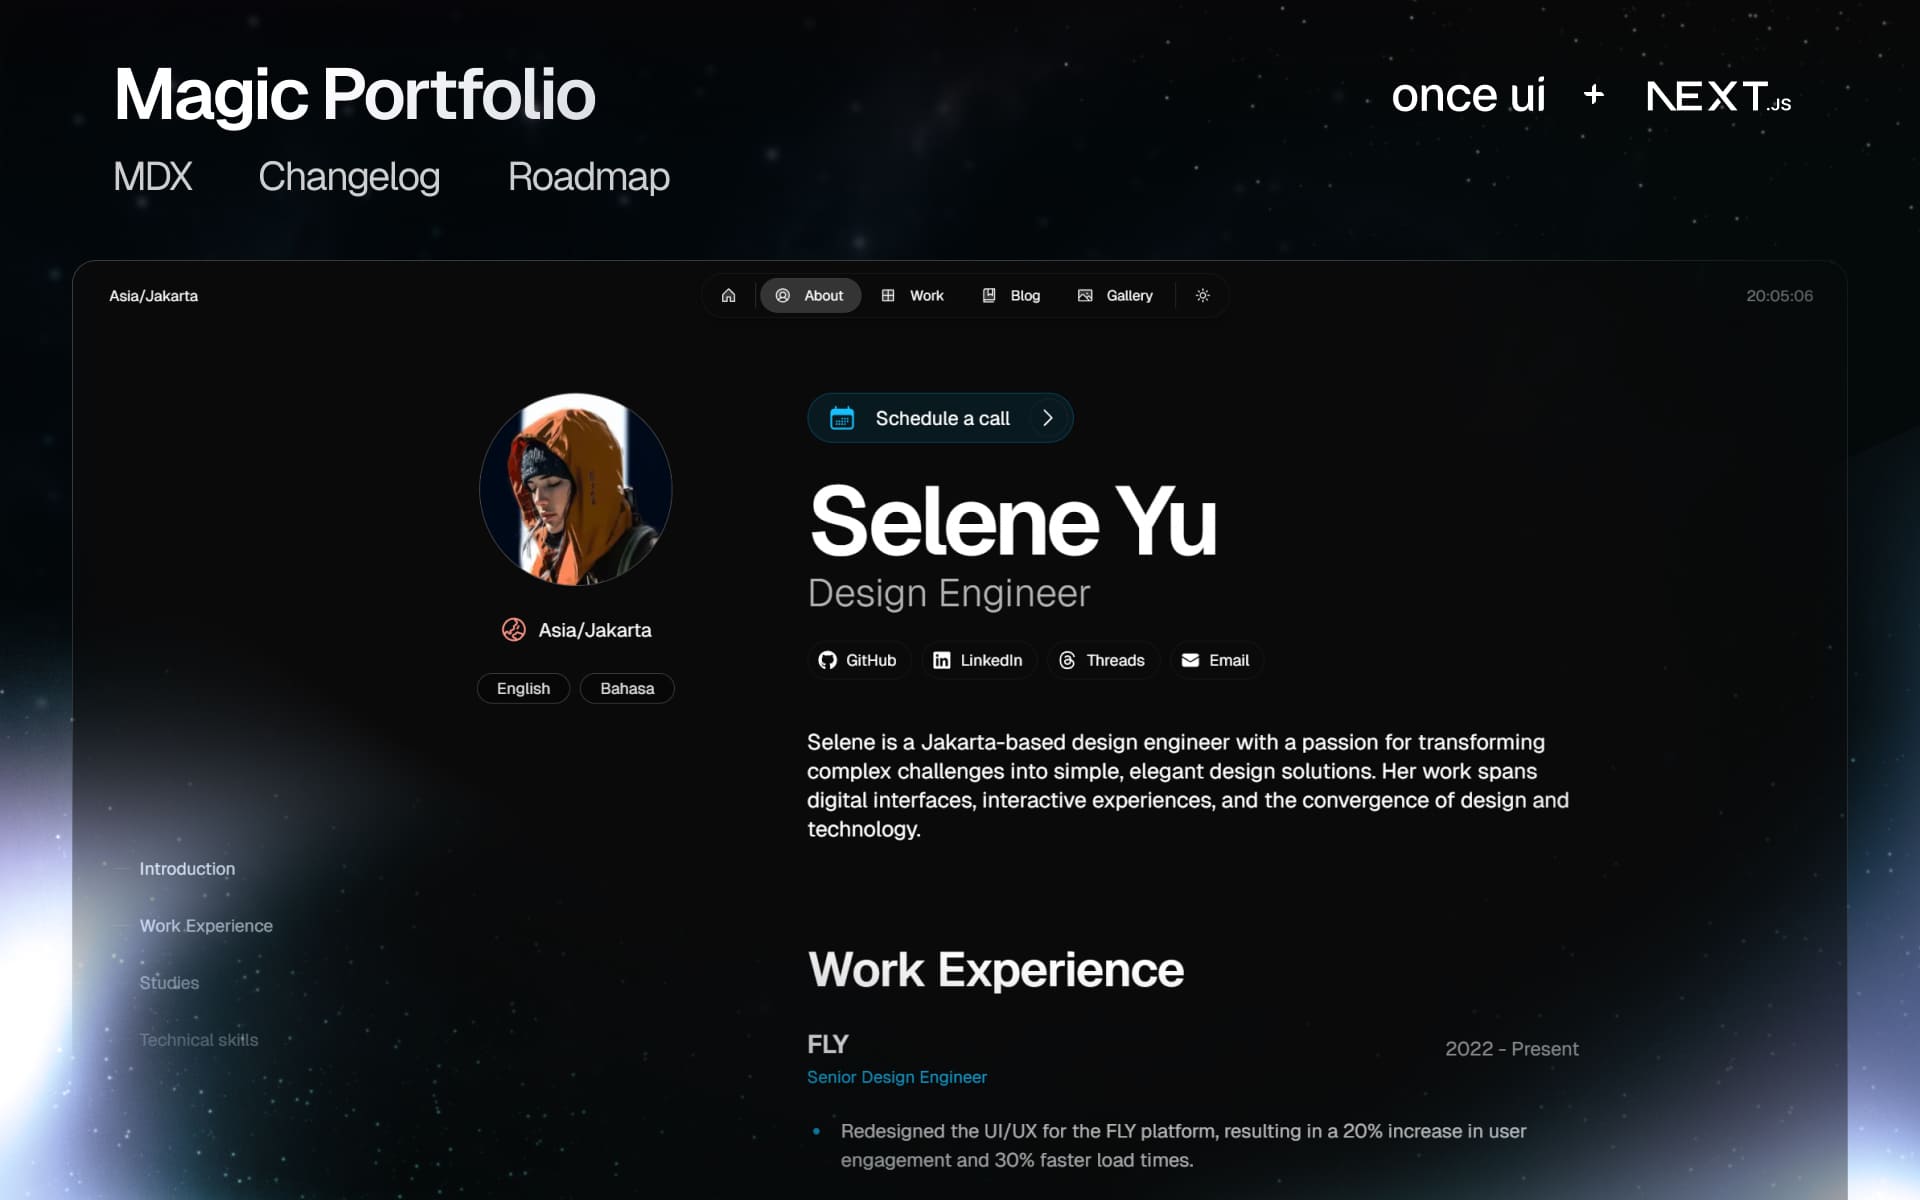 Magic Portfolio
once ui + NEXT.JS
MDX Changelog Roadmap
Asia/Jakarta
About Work Blog Gallery
20:05:06
Schedule a call
Selene Yu
Design Engineer
Asia/Jakarta
English Bahasa
GitHub LinkedIn Threads Email
Selene is a Jakarta-based design engineer with a passion for transforming
complex challenges into simple, elegant design solutions. Her work spans
digital interfaces, interactive experiences, and the convergence of design and
technology.
Introduction
Work Experience
Studies
Technical skills
Work Experience
FLY
2022 - Present
Senior Design Engineer
• Redesigned the UI/UX for the FLY platform, resulting in a 20% increase in user
engagement and 30% faster load times.